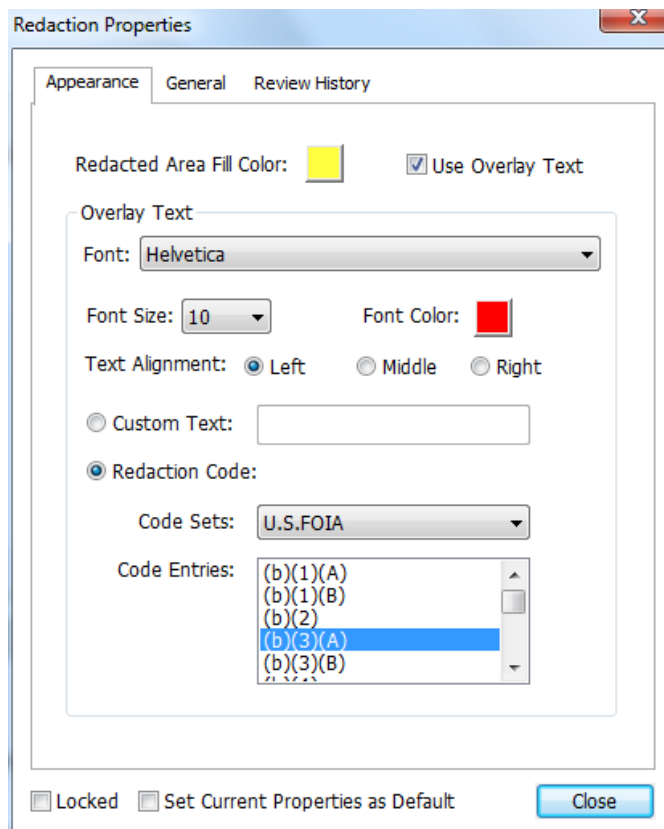 Redaction Properties
Appearance General Review History
Redacted Area Fill Color: Use Overlay Text
Overlay Text
Font: Helvetica
Font Size: 10 Font Color:
Text Alignment: Left Middle Right
Custom Text:
Redaction Code:
Code Sets: U.S.FOIA
Code Entries: (b)(1)(A)
(b)(1)(B)
(b)(2)
(b)(3)(A)
(b)(3)(B)
Locked Set Current Properties as Default Close